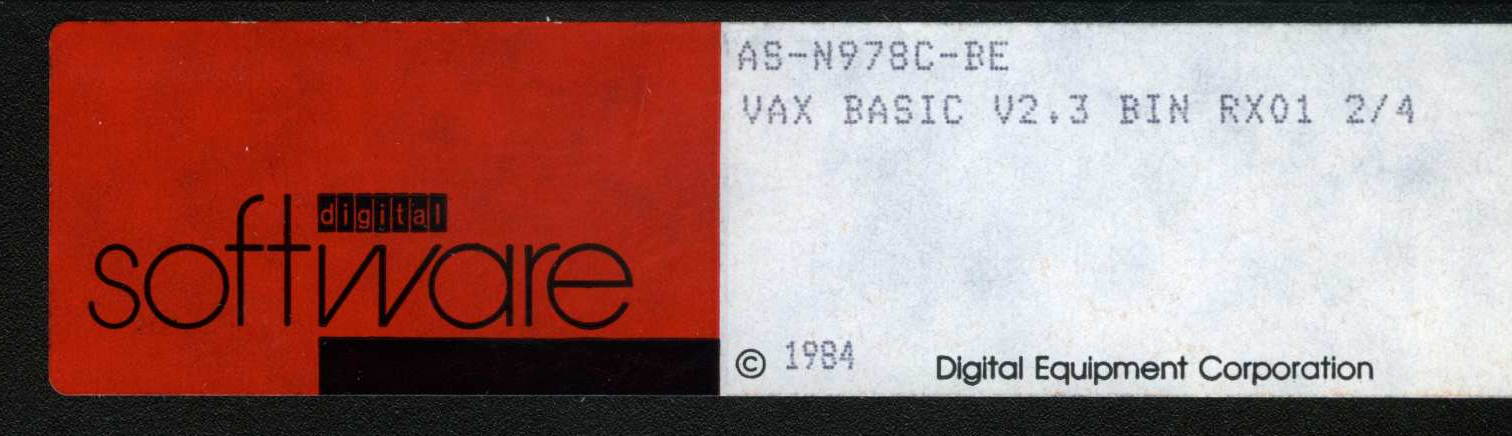 digital
software
AS-N978C-BE
VAX BASIC V2.3 BIN RX01 2/4
© 1984 Digital Equipment Corporation